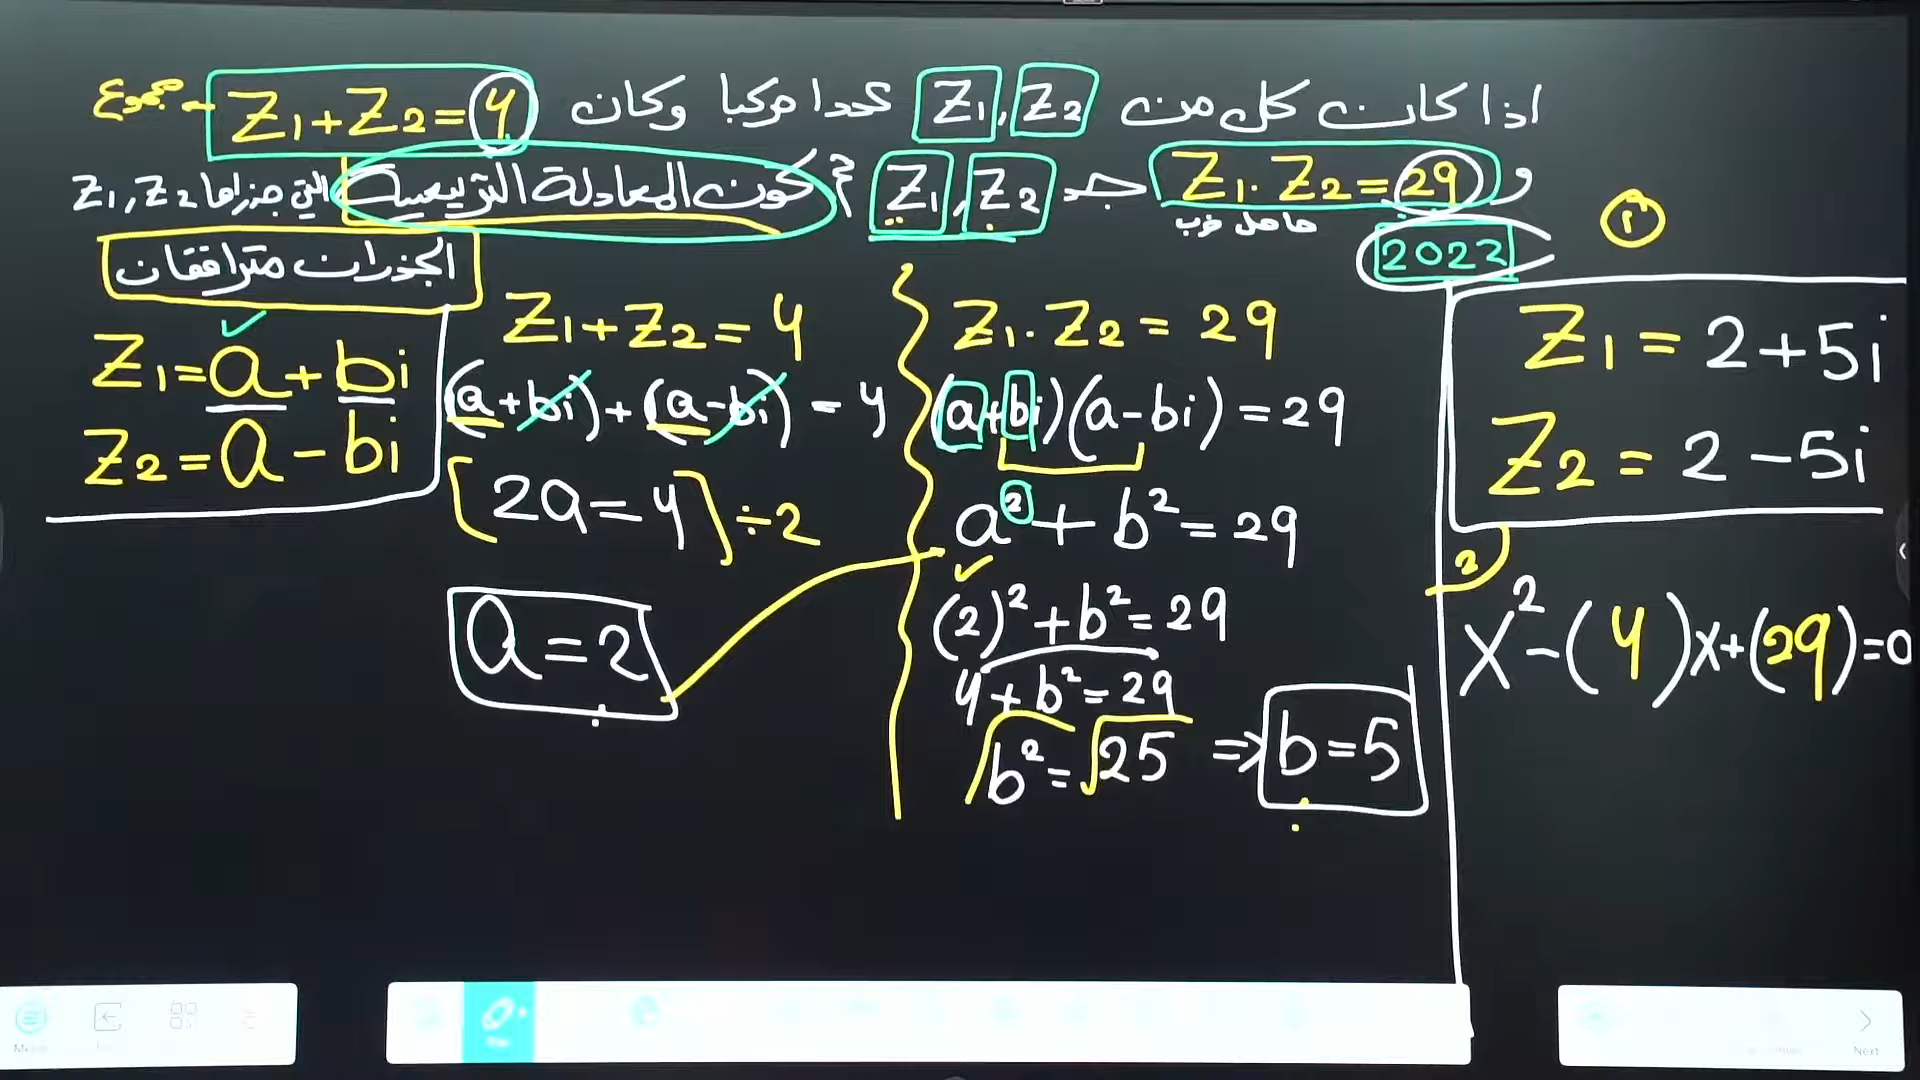 اذا كان كل من Z1, Z2 عددا مركبا وكان Z1+Z2=4 مجموع
و Z1.Z2=29 جد Z1, Z2 ثم كون المعادلة التربيعية التي جذراها Z1, Z2
حاصل ضرب
2022
الجذران مترافقان
Z1=a+bi
Z2=a-bi
Z1+Z2=4
(a+bi)+(a-bi)=4
[2a=4]÷2
a=2
Z1.Z2=29
(a+bi)(a-bi)=29
a²+b²=29
(2)²+b²=29
4+b²=29
b²=√25 ⇒ b=5
Z1=2+5i
Z2=2-5i
2
X²-(4)X+(29)=0
Next